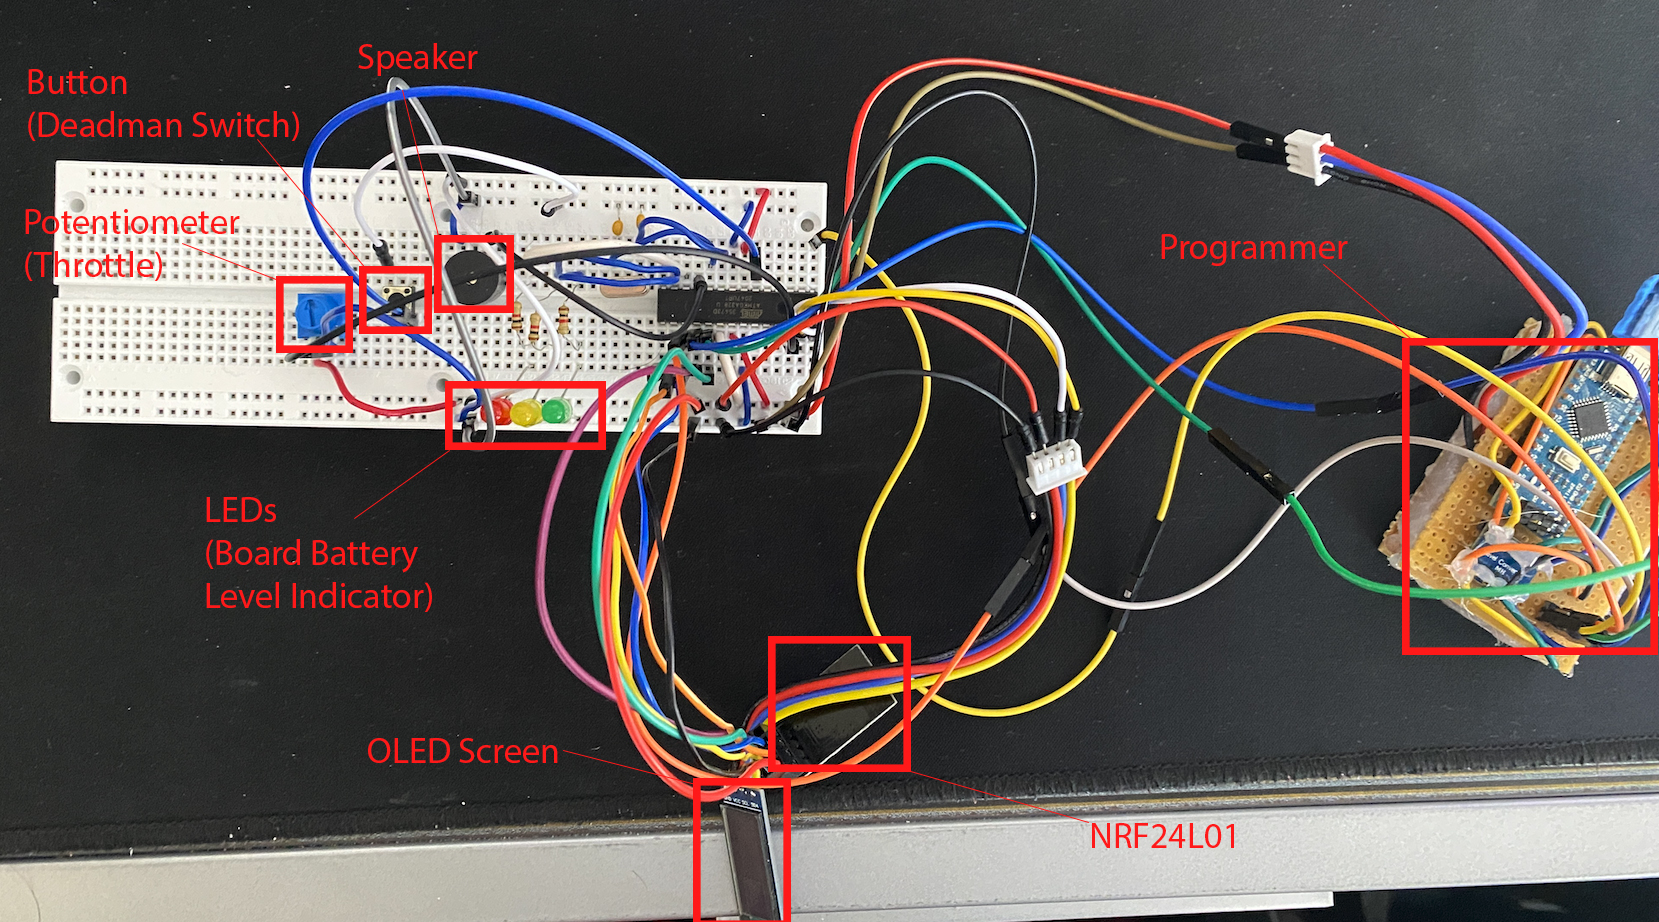 Speaker
Button
(Deadman Switch)
Potentiometer
(Throttle)
Programmer
LEDs
(Board Battery
Level Indicator)
OLED Screen
NRF24L01